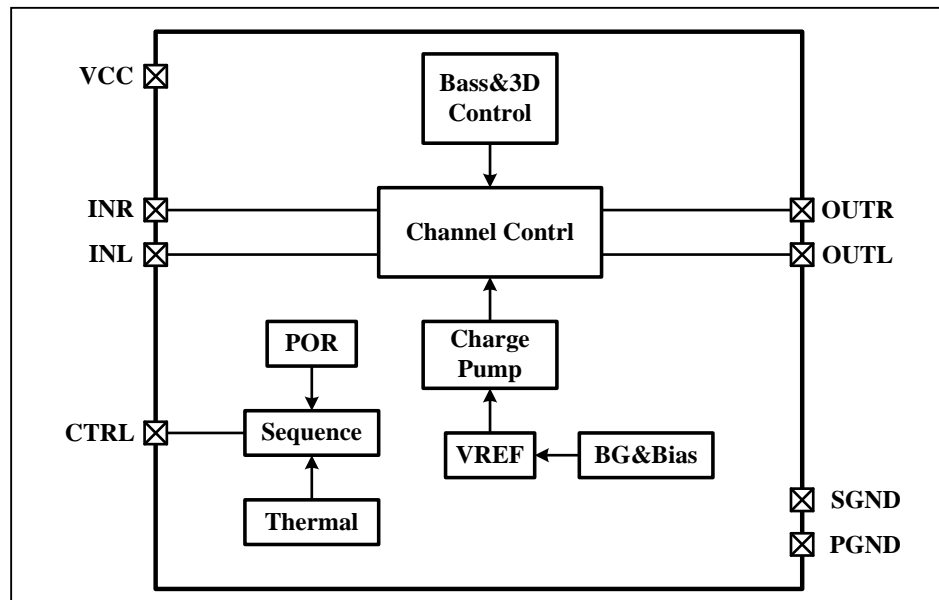 VCC
Bass&3D
Control
INR
OUTR
Channel Contrl
INL
OUTL
POR
Charge
Pump
CTRL
Sequence
VREF
BG&Bias
Thermal
SGND
PGND